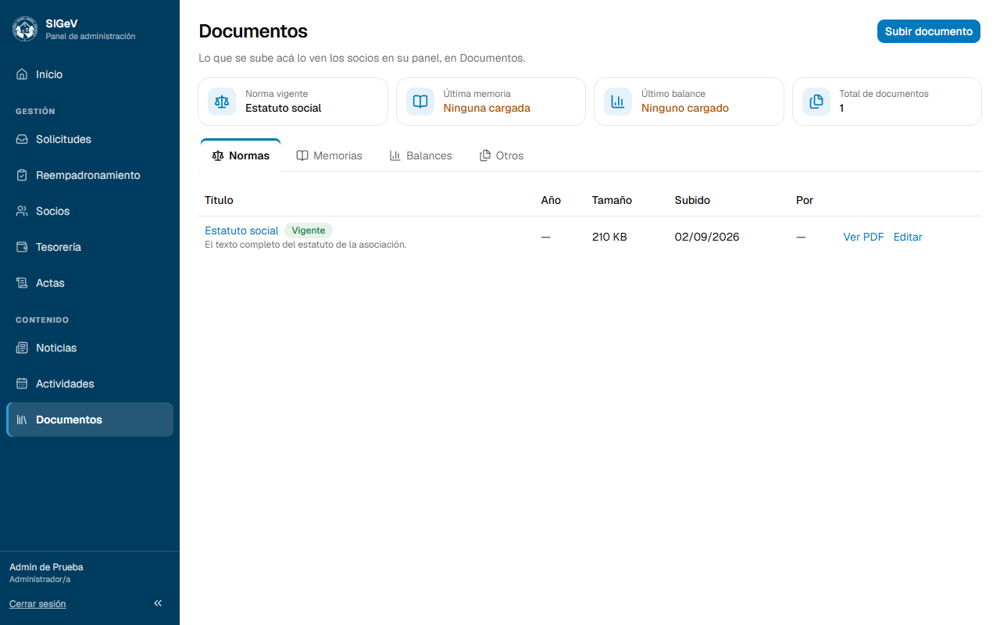 SIGeV
Panel de administración
Inicio
GESTIÓN
Solicitudes
Reempadronamiento
Socios
Tesorería
Actas
CONTENIDO
Noticias
Actividades
Documentos
Admin de Prueba
Administrador/a
Cerrar sesión «
Documentos
Subir documento
Lo que se sube acá lo ven los socios en su panel, en Documentos.
Norma vigente
Estatuto social
Última memoria
Ninguna cargada
Último balance
Ninguno cargado
Total de documentos
1
Normas Memorias Balances Otros
Título Año Tamaño Subido Por
Estatuto social Vigente — 210 KB 02/09/2026 — Ver PDF Editar
El texto completo del estatuto de la asociación.